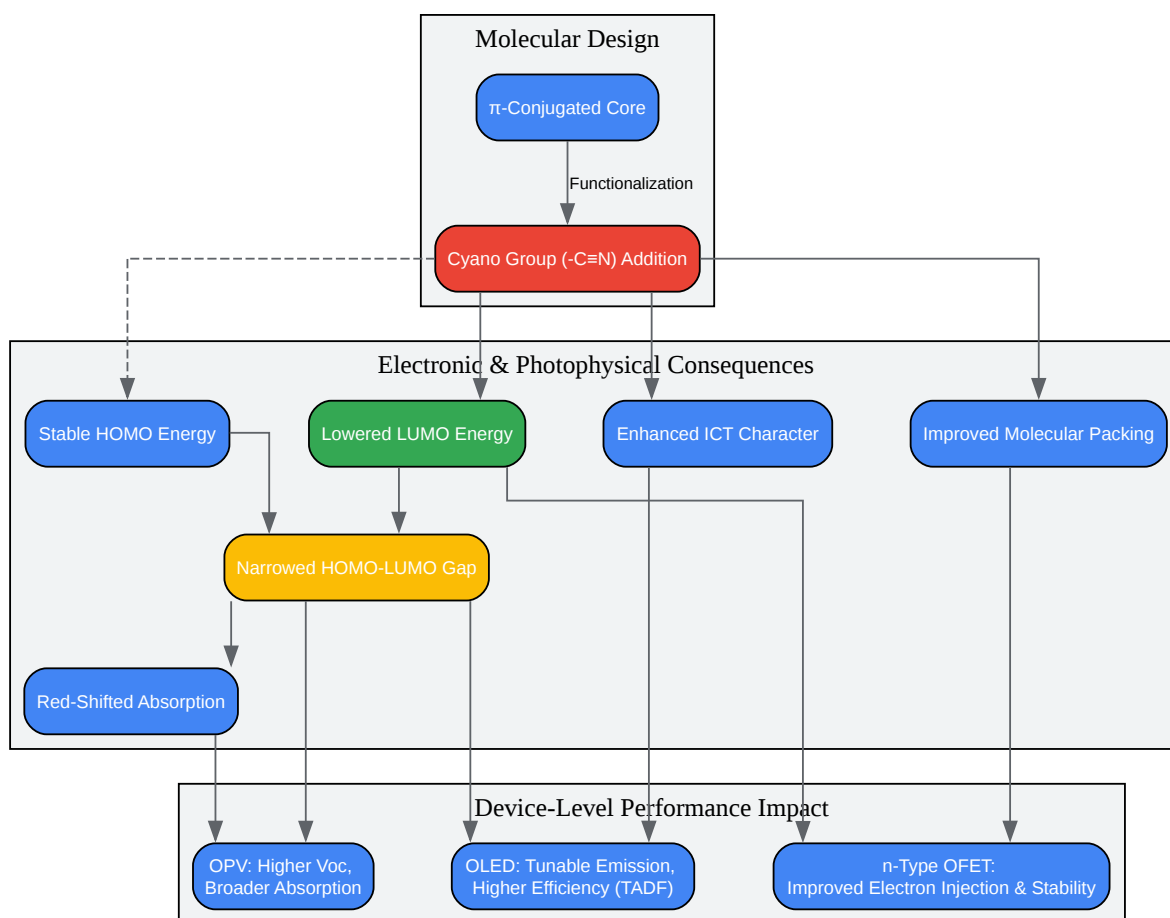 Molecular Design
π-Conjugated Core
Functionalization
Cyano Group (-C≡N) Addition
Electronic & Photophysical Consequences
Stable HOMO Energy
Lowered LUMO Energy
Enhanced ICT Character
Improved Molecular Packing
Narrowed HOMO-LUMO Gap
Red-Shifted Absorption
Device-Level Performance Impact
OPV: Higher Voc,
Broader Absorption
OLED: Tunable Emission,
Higher Efficiency (TADF)
n-Type OFET:
Improved Electron Injection & Stability